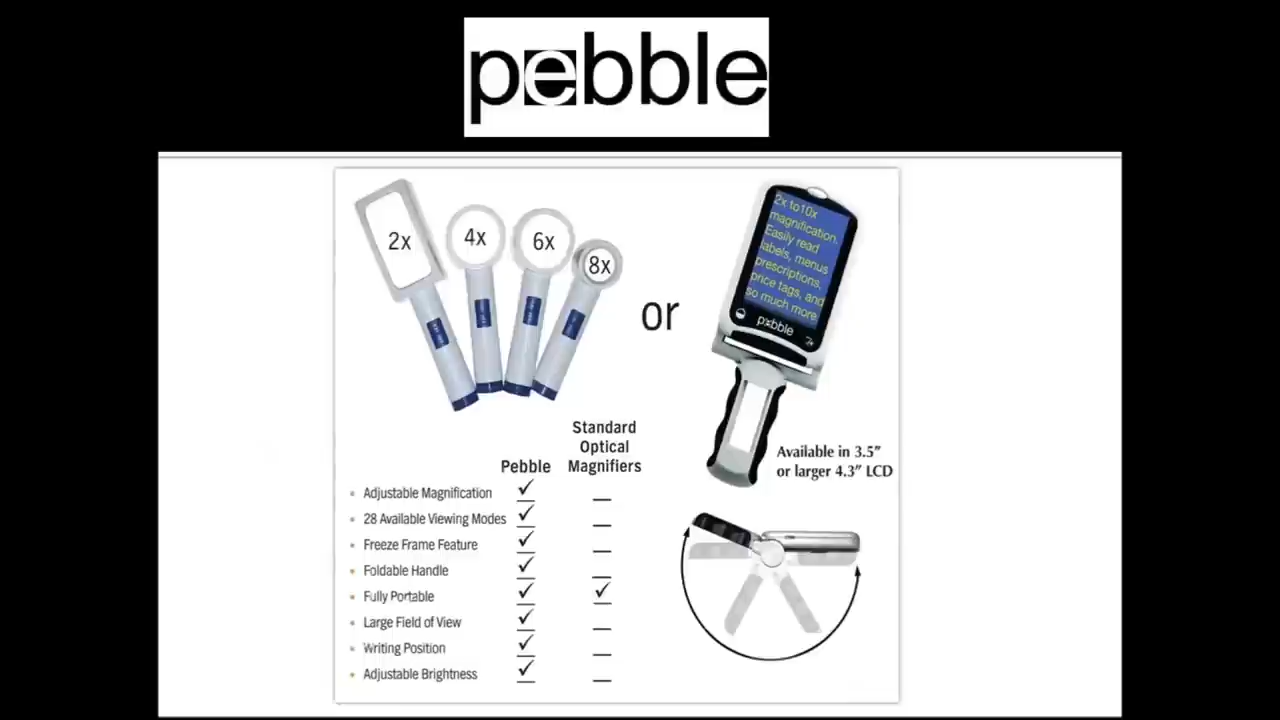 pebble
2x
4x
6x
8x
or
2x to10x
magnification.
Easily read
labels, menus
prescriptions,
price tags, and
so much more.
pebble
Available in 3.5"
or larger 4.3" LCD
Standard
Optical
Pebble Magnifiers
• Adjustable Magnification ✓ —
• 28 Available Viewing Modes ✓ —
• Freeze Frame Feature ✓ —
• Foldable Handle ✓ —
• Fully Portable ✓ ✓
• Large Field of View ✓ —
• Writing Position ✓ —
• Adjustable Brightness ✓ —